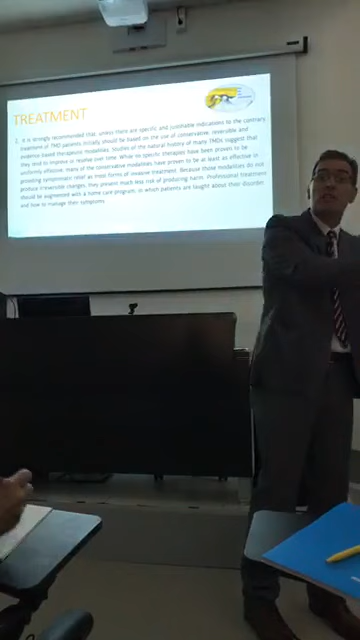 TREATMENT
2. It is strongly recommended that, unless there are specific and justifiable indications to the contrary,
treatment of TMD patients initially should be based on the use of conservative, reversible and
evidence-based therapeutic modalities. Studies of the natural history of many TMDs suggest that
they tend to improve or resolve over time. While no specific therapies have been proven to be
uniformly effective, many of the conservative modalities have proven to be at least as effective in
providing symptomatic relief as most forms of invasive treatment. Because those modalities do not
produce irreversible changes, they present much less risk of producing harm. Professional treatment
should be augmented with a home care program, in which patients are taught about their disorder
and how to manage their symptoms.